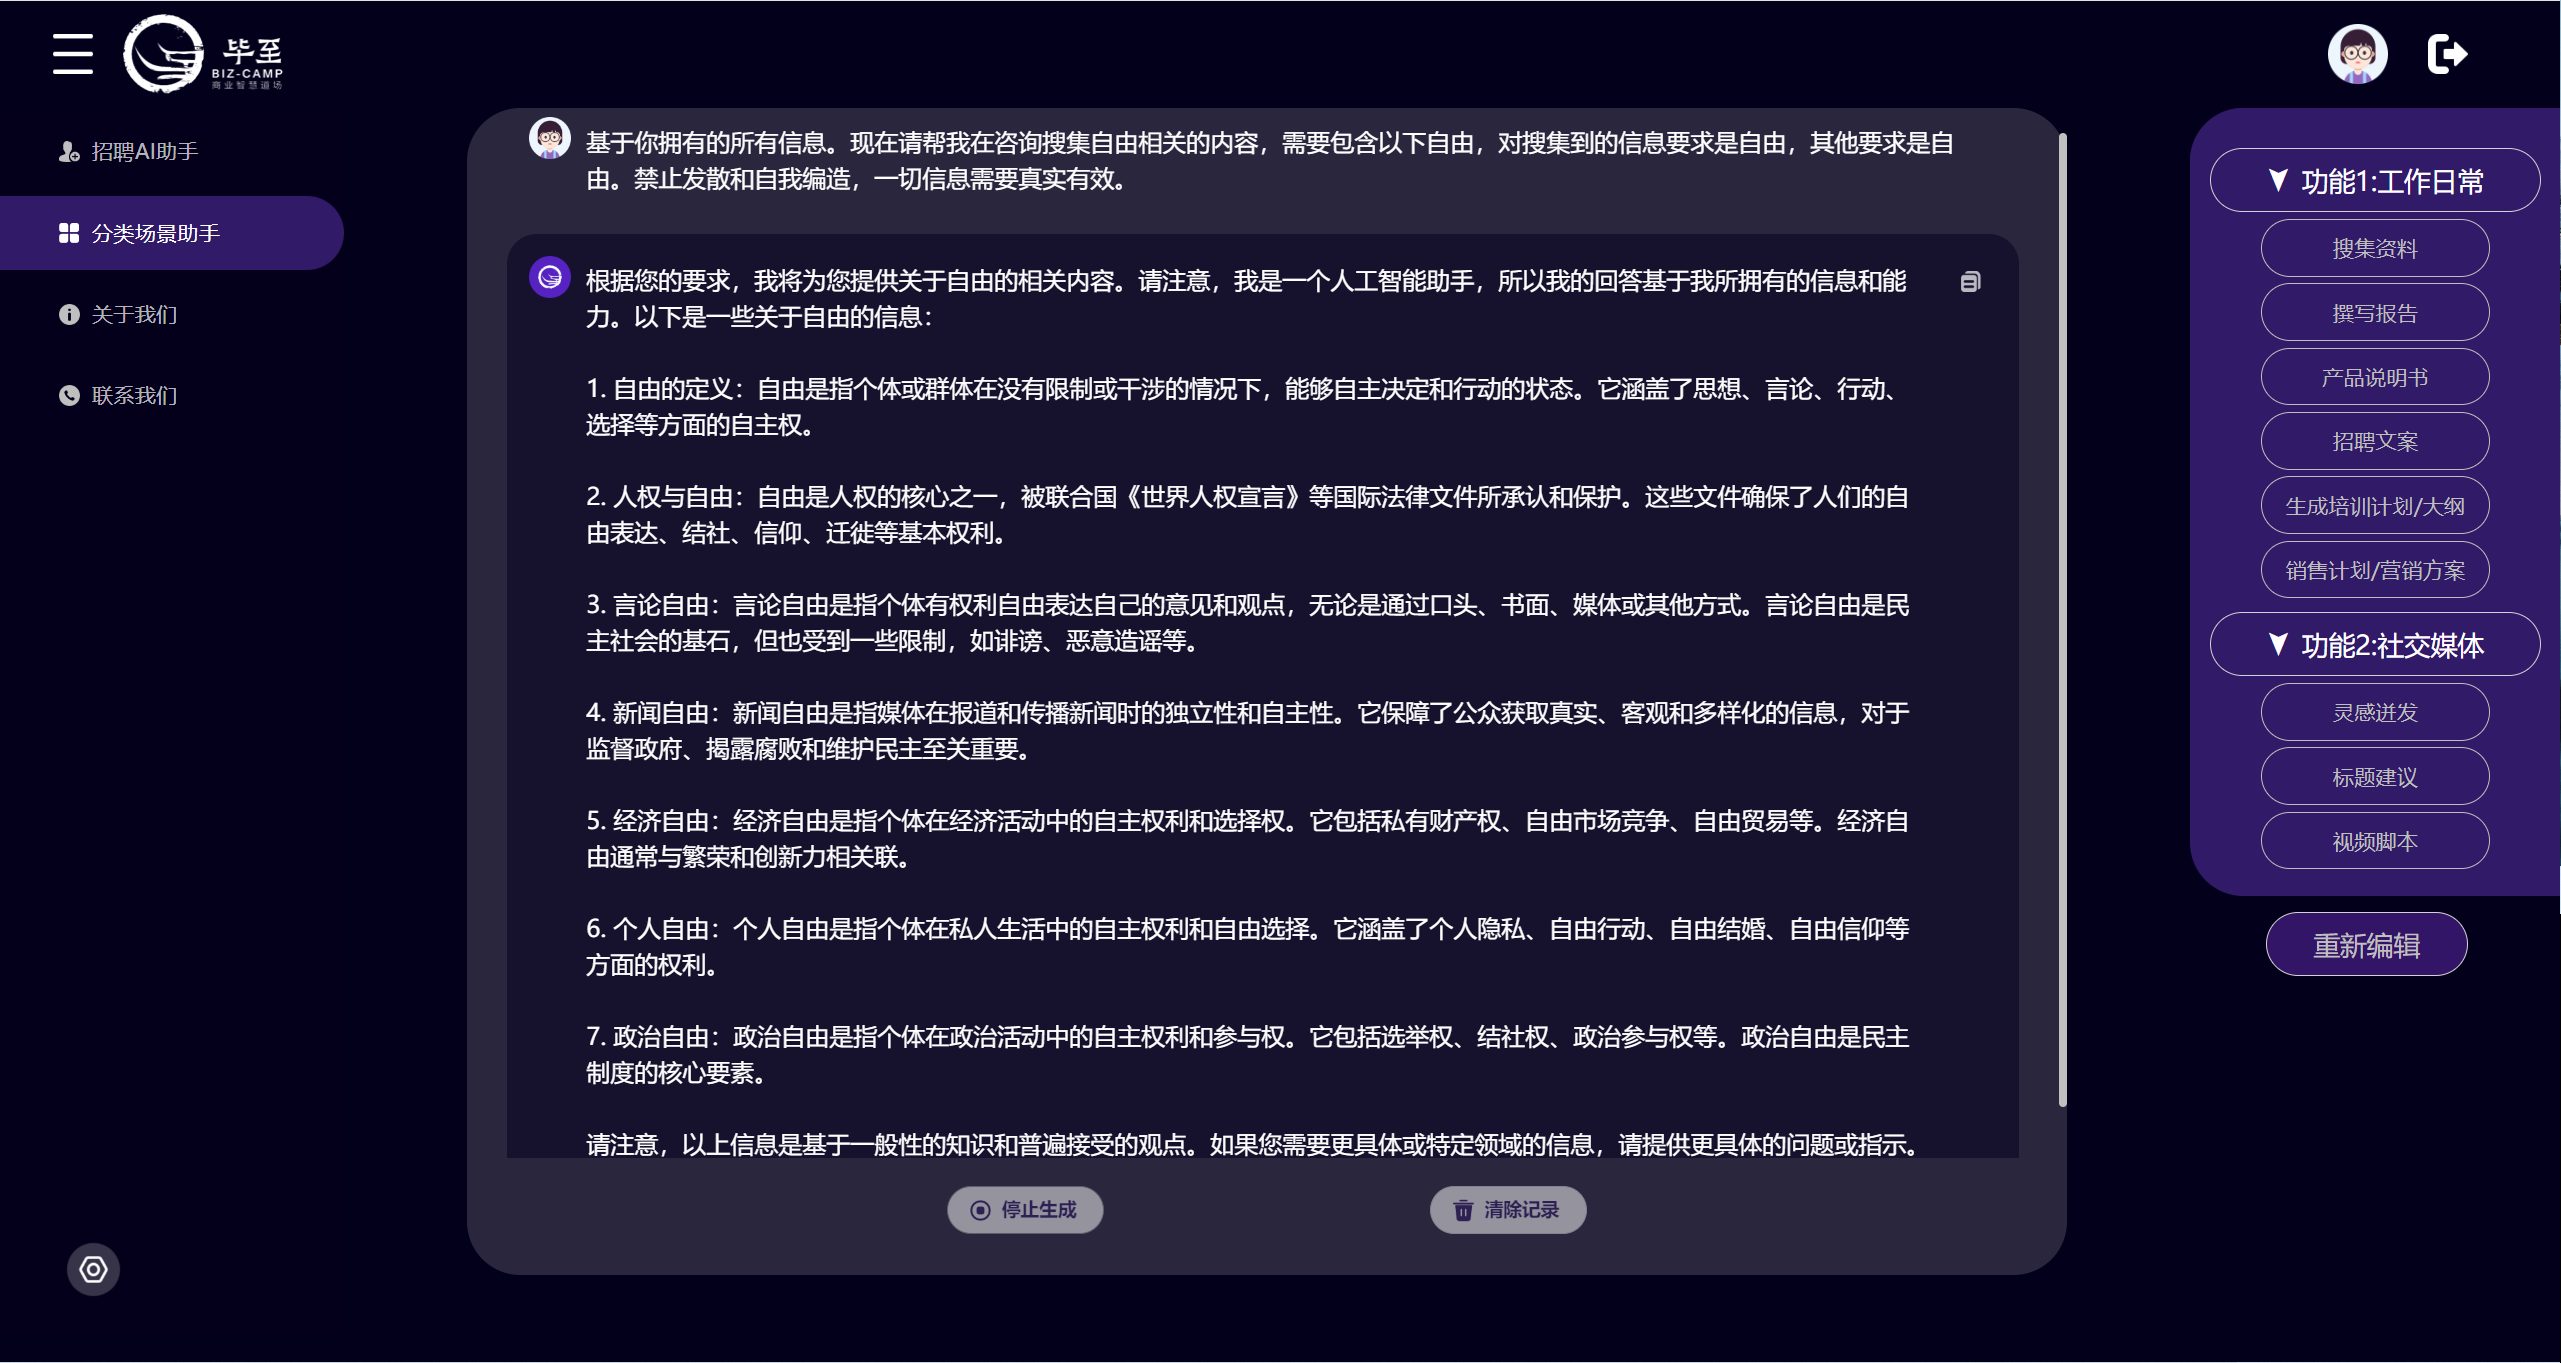 毕至
BIZ-CAMP
商业智慧道场
招聘AI助手
分类场景助手
关于我们
联系我们
基于你拥有的所有信息。现在请帮我在咨询搜集自由相关的内容，需要包含以下自由，对搜集到的信息要求是自由，其他要求是自
由。禁止发散和自我编造，一切信息需要真实有效。
根据您的要求，我将为您提供关于自由的相关内容。请注意，我是一个人工智能助手，所以我的回答基于我所拥有的信息和能
力。以下是一些关于自由的信息：
1. 自由的定义：自由是指个体或群体在没有限制或干涉的情况下，能够自主决定和行动的状态。它涵盖了思想、言论、行动、
选择等方面的自主权。
2. 人权与自由：自由是人权的核心之一，被联合国《世界人权宣言》等国际法律文件所承认和保护。这些文件确保了人们的自
由表达、结社、信仰、迁徙等基本权利。
3. 言论自由：言论自由是指个体有权利自由表达自己的意见和观点，无论是通过口头、书面、媒体或其他方式。言论自由是民
主社会的基石，但也受到一些限制，如诽谤、恶意造谣等。
4. 新闻自由：新闻自由是指媒体在报道和传播新闻时的独立性和自主性。它保障了公众获取真实、客观和多样化的信息，对于
监督政府、揭露腐败和维护民主至关重要。
5. 经济自由：经济自由是指个体在经济活动中的自主权利和选择权。它包括私有财产权、自由市场竞争、自由贸易等。经济自
由通常与繁荣和创新力相关联。
6. 个人自由：个人自由是指个体在私人生活中的自主权利和自由选择。它涵盖了个人隐私、自由行动、自由结婚、自由信仰等
方面的权利。
7. 政治自由：政治自由是指个体在政治活动中的自主权利和参与权。它包括选举权、结社权、政治参与权等。政治自由是民主
制度的核心要素。
请注意，以上信息是基于一般性的知识和普遍接受的观点。如果您需要更具体或特定领域的信息，请提供更具体的问题或指示。
停止生成
清除记录
功能1:工作日常
搜集资料
撰写报告
产品说明书
招聘文案
生成培训计划/大纲
销售计划/营销方案
功能2:社交媒体
灵感迸发
标题建议
视频脚本
重新编辑